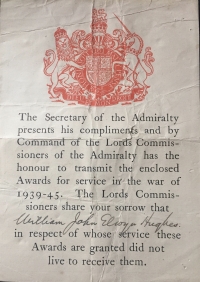 The Secretary of the Admiralty
presents his compliments and by
Command of the Lords Commis-
sioners of the Admiralty has the
honour to transmit the enclosed
Awards for service in the war of
1939-45. The Lords Commis-
sioners share your sorrow that
William John Elwyn Hughes
in respect of whose service these
Awards are granted did not
live to receive them.